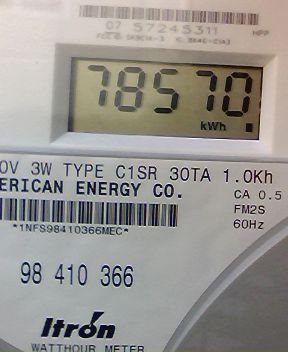 07 57245311
HPP
78570
kWh
0V 3W TYPE C1SR 30TA 1.0Kh
ERICAN ENERGY CO.
CA 0.5
FM2S
60Hz
*1NFS98410366MEC*
98 410 366
Itron
WATTHOUR METER